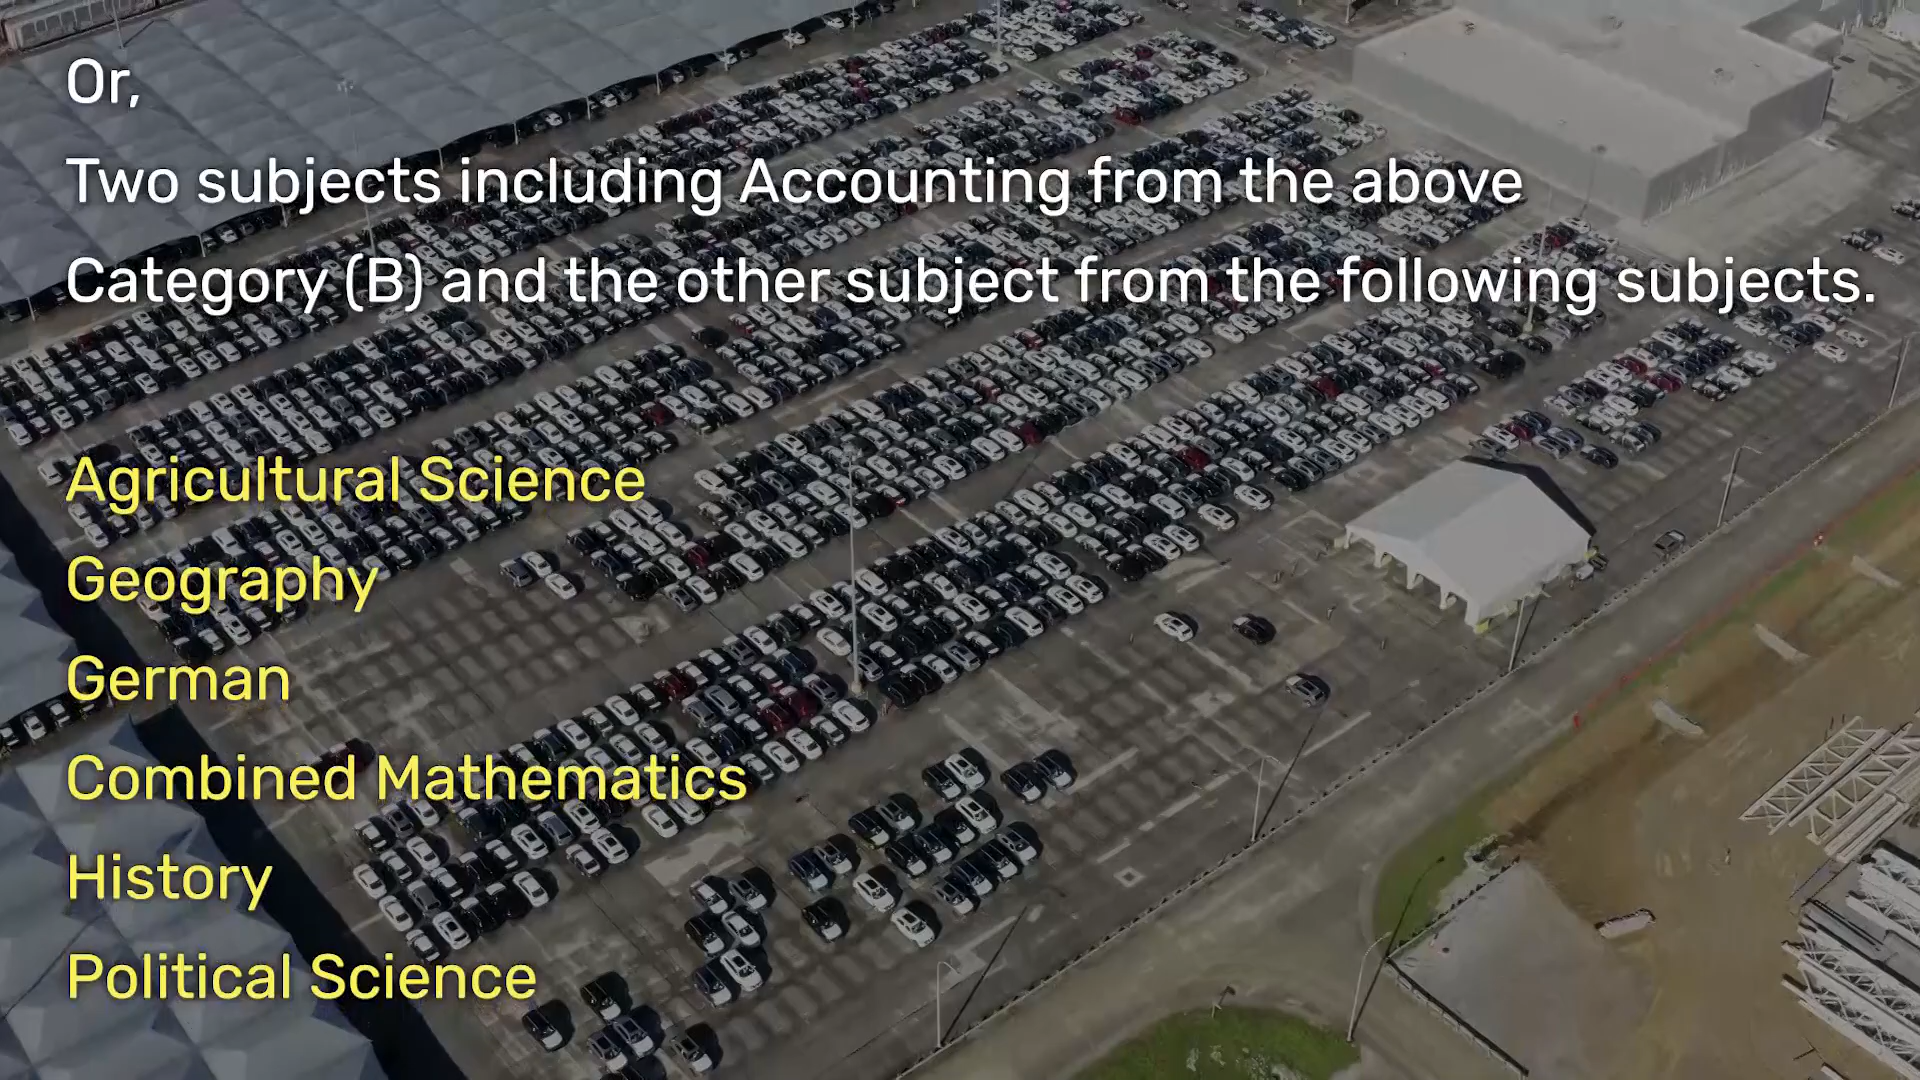 Or,
Two subjects including Accounting from the above
Category (B) and the other subject from the following subjects.
Agricultural Science
Geography
German
Combined Mathematics
History
Political Science